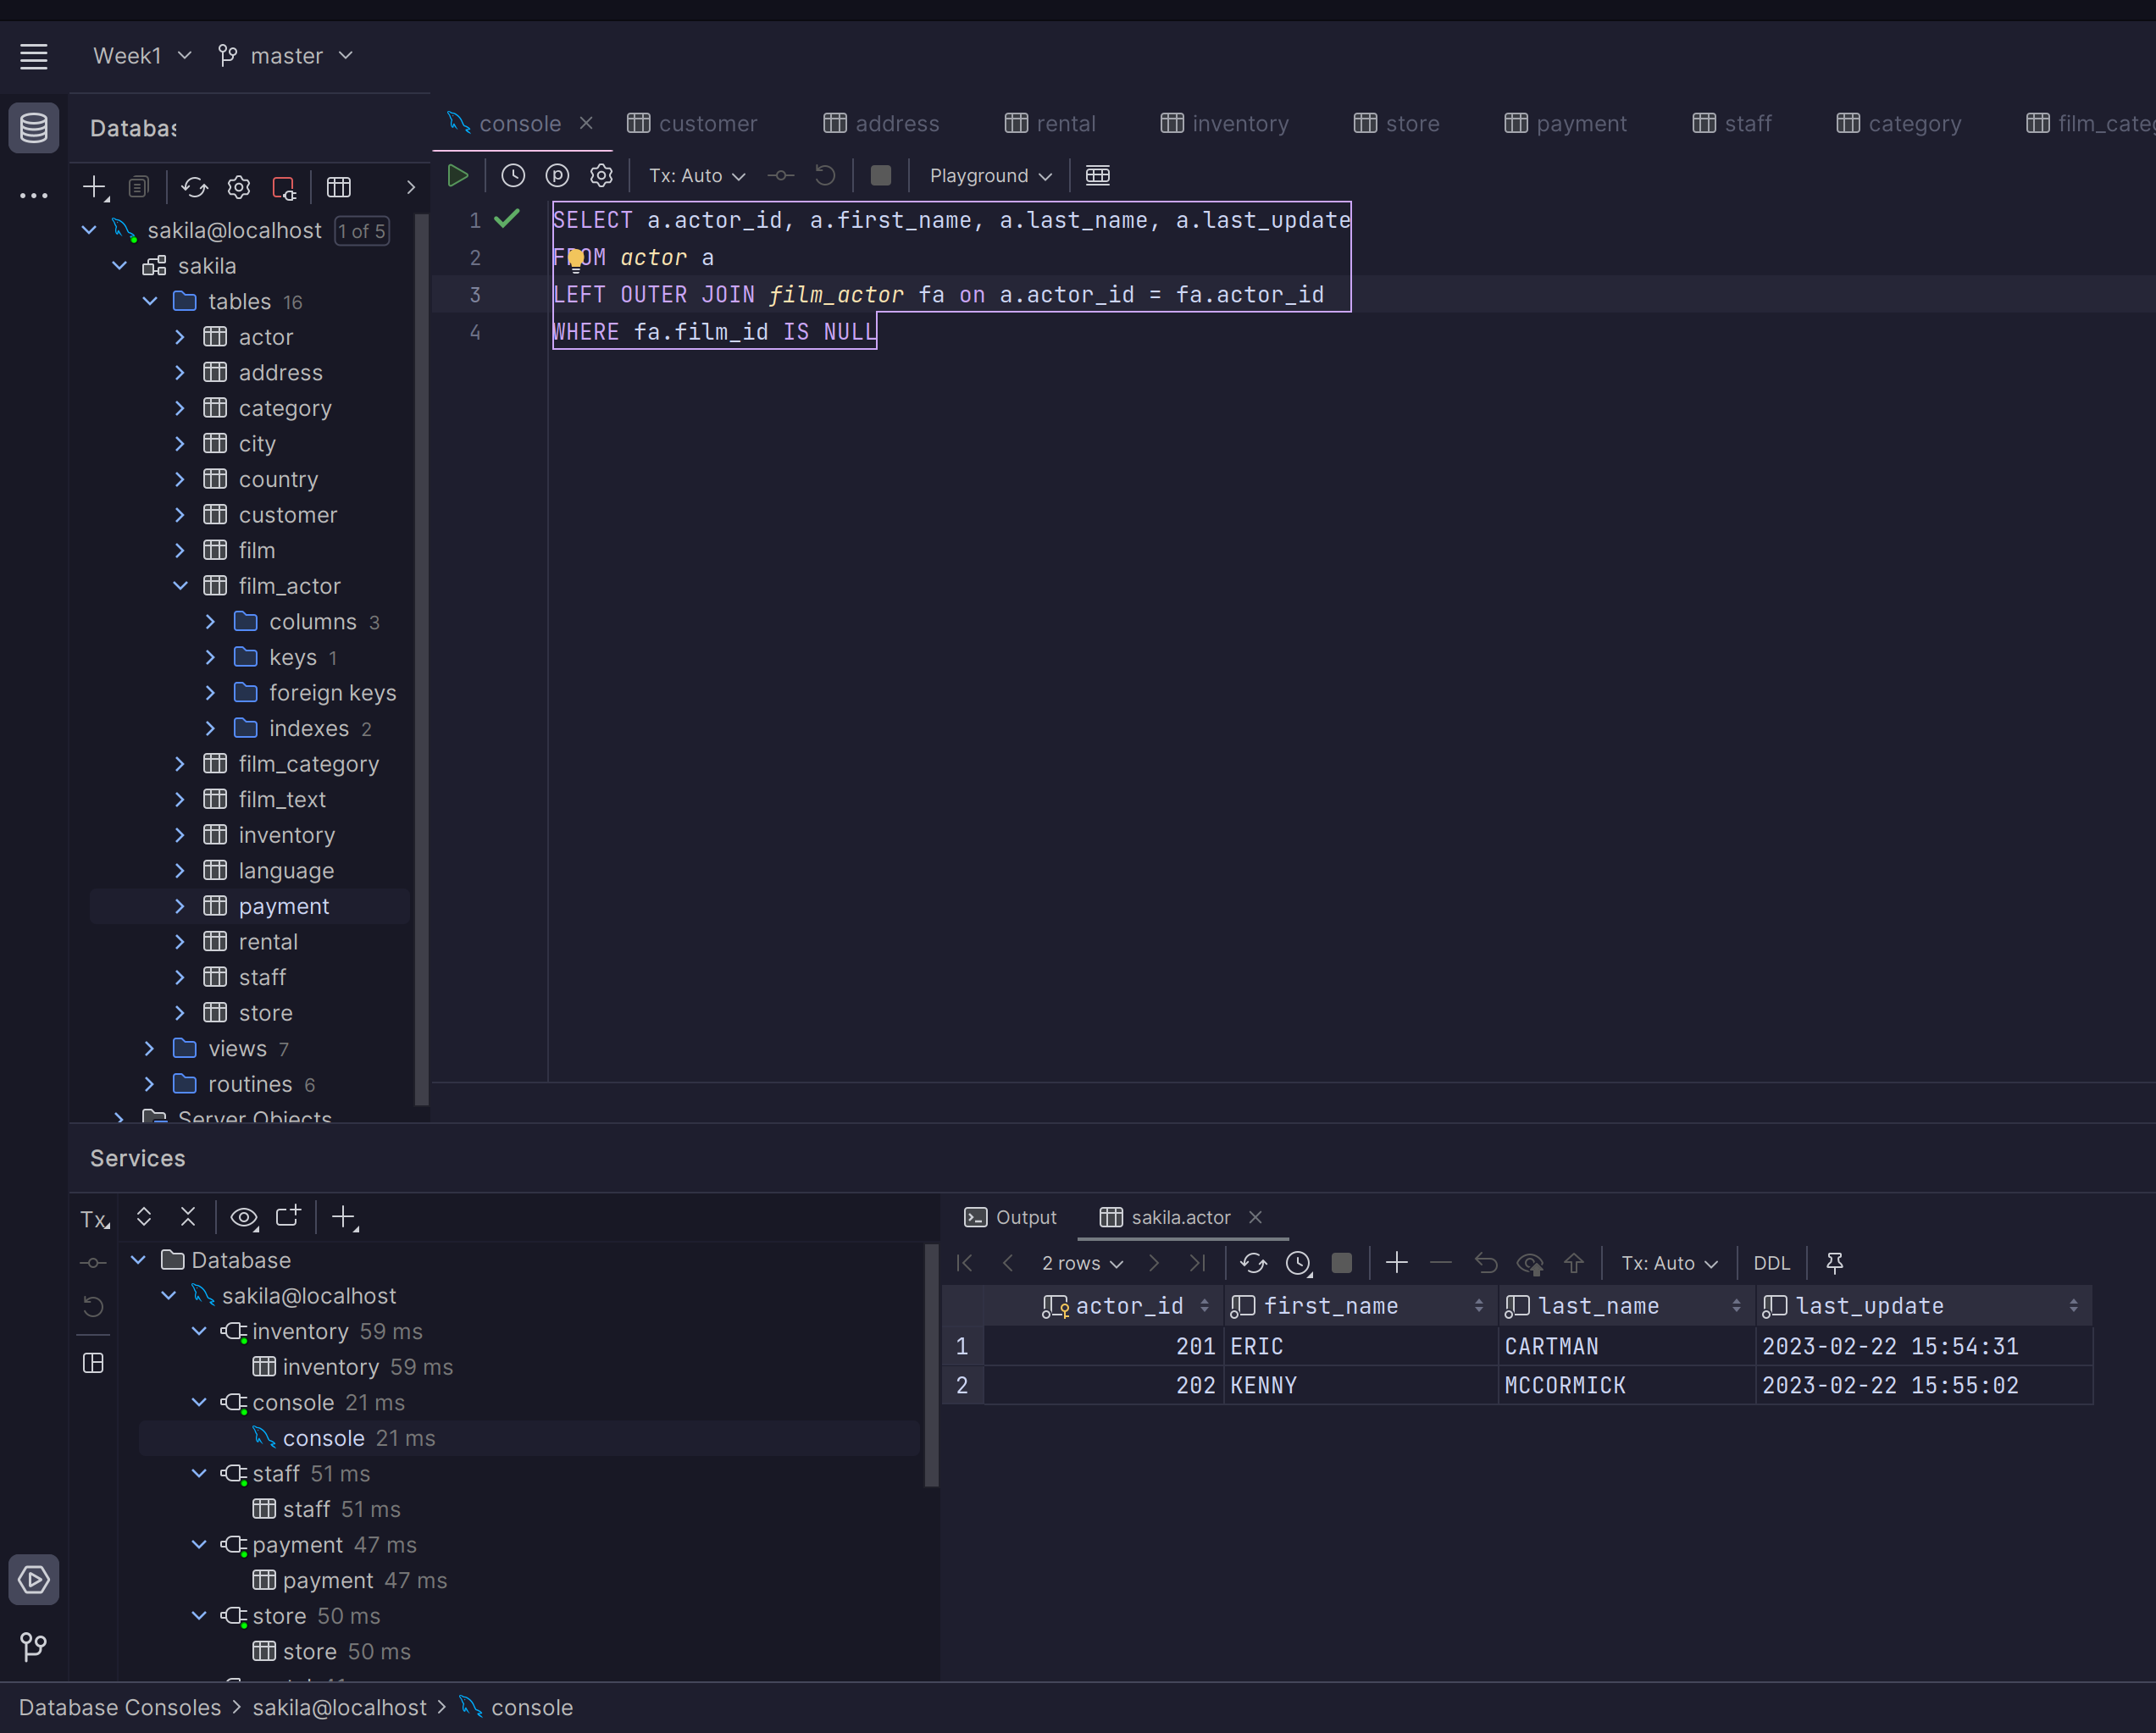 Week1 master
Databas
console customer address rental inventory store payment staff category film_cate
Tx: Auto Playground
sakila@localhost 1 of 5
sakila
tables 16
actor
address
category
city
country
customer
film
film_actor
columns 3
keys 1
foreign keys
indexes 2
film_category
film_text
inventory
language
payment
rental
staff
store
views 7
routines 6
Server Objects
1 SELECT a.actor_id, a.first_name, a.last_name, a.last_update
2 FROM actor a
3 LEFT OUTER JOIN film_actor fa on a.actor_id = fa.actor_id
4 WHERE fa.film_id IS NULL
Services
Tx
Database
sakila@localhost
inventory 59 ms
inventory 59 ms
console 21 ms
console 21 ms
staff 51 ms
staff 51 ms
payment 47 ms
payment 47 ms
store 50 ms
store 50 ms
Output sakila.actor
2 rows Tx: Auto DDL
actor_id first_name last_name last_update
1 201 ERIC CARTMAN 2023-02-22 15:54:31
2 202 KENNY MCCORMICK 2023-02-22 15:55:02
Database Consoles > sakila@localhost > console